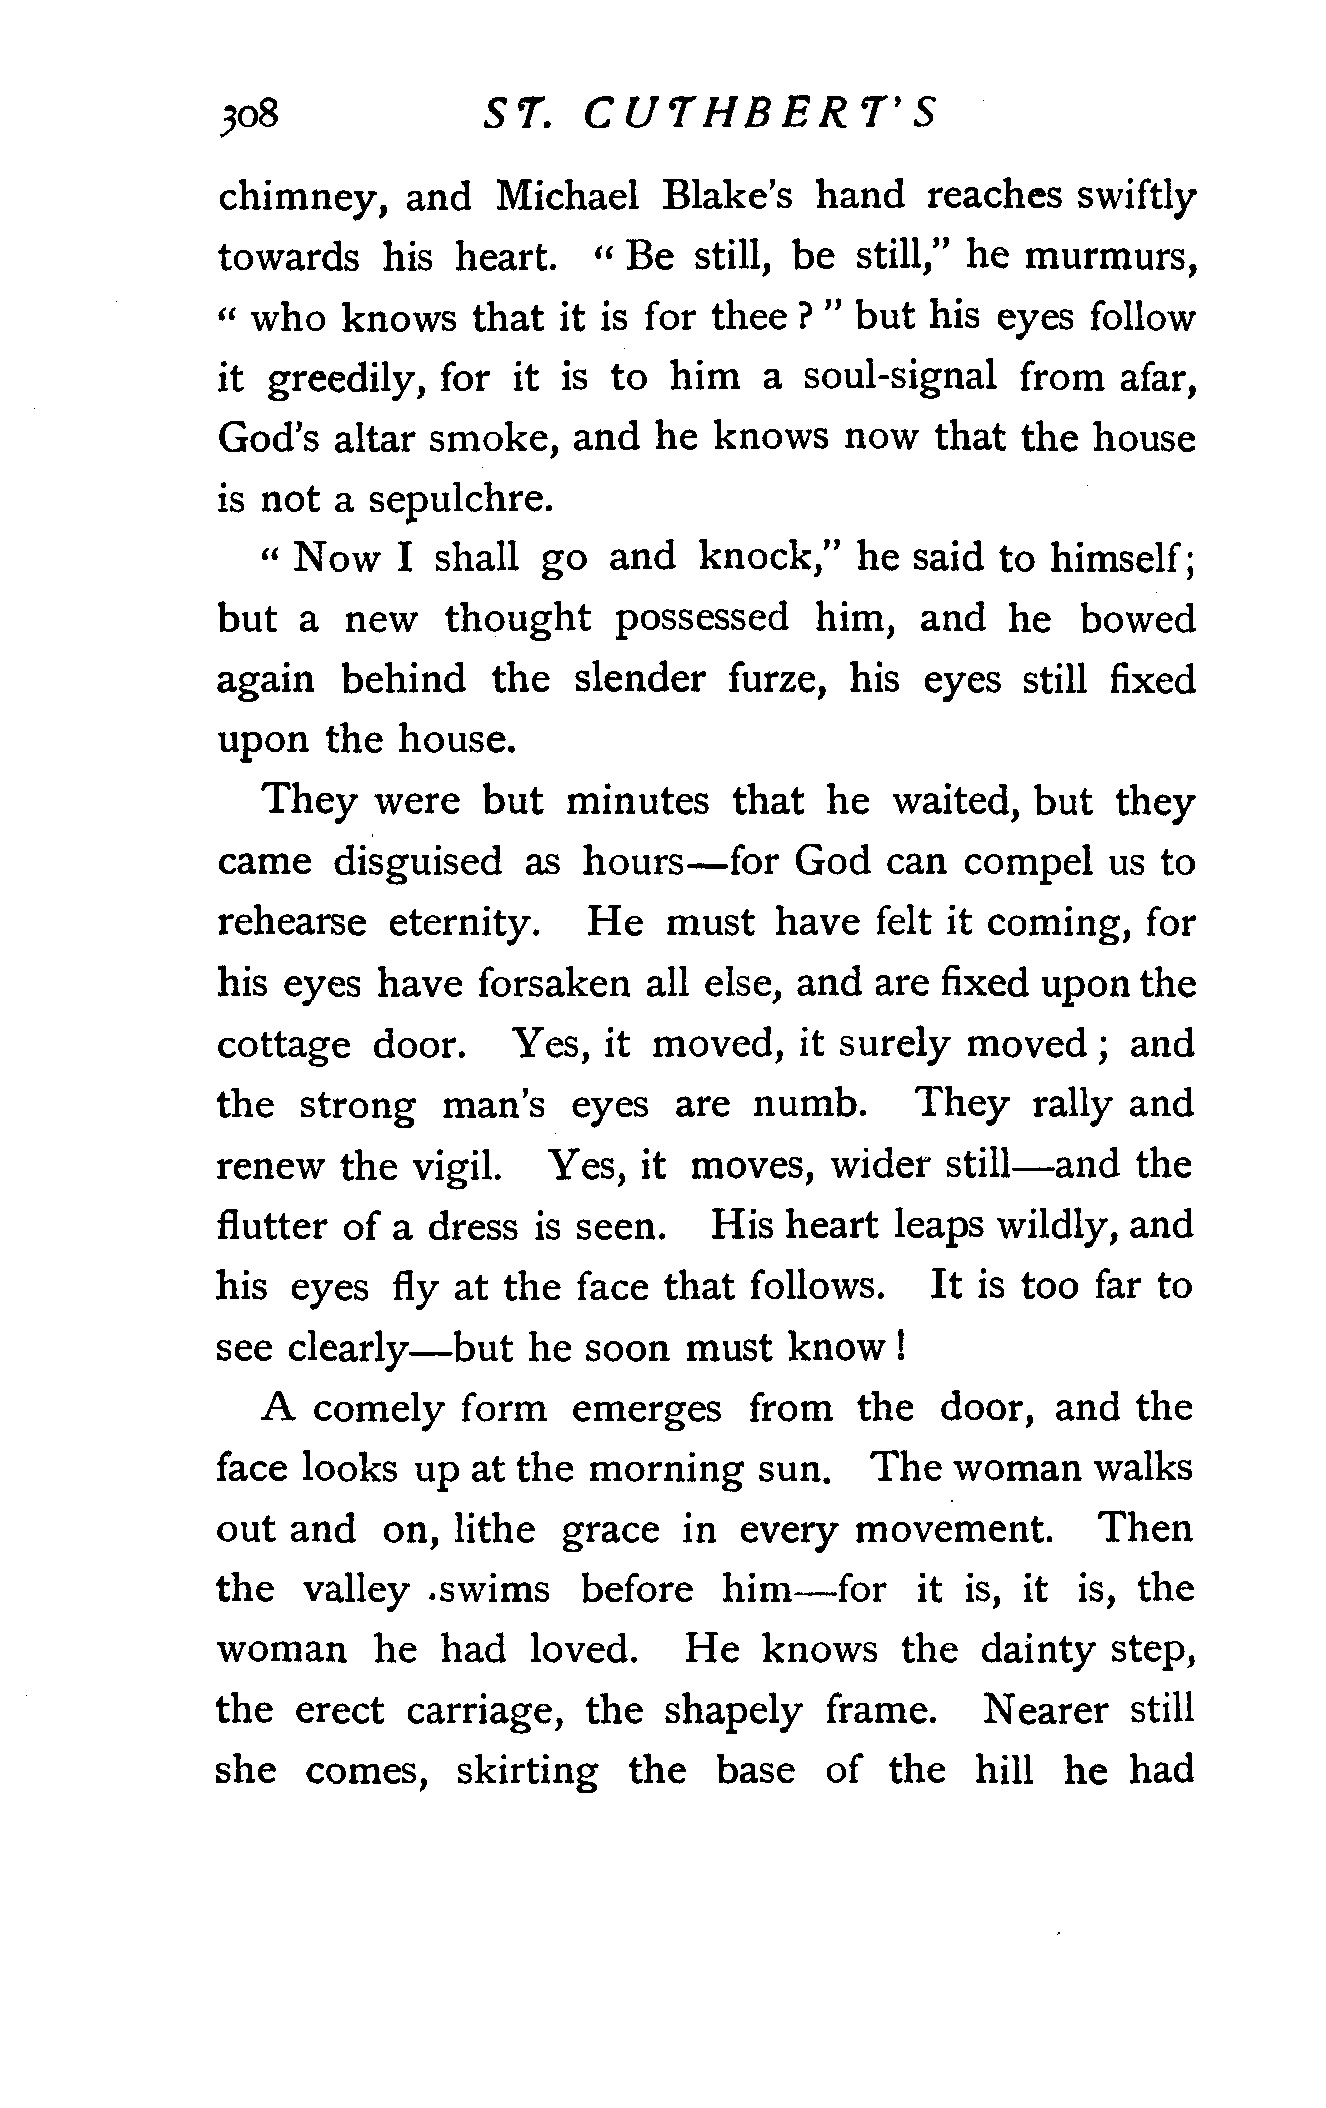 308 ST. CUTHBERT'S
chimney, and Michael Blake's hand reaches swiftly
towards his heart. “ Be still, be still,” he murmurs,
“ who knows that it is for thee ? ” but his eyes follow
it greedily, for it is to him a soul-signal from afar,
God's altar smoke, and he knows now that the house
is not a sepulchre.
“ Now I shall go and knock,” he said to himself;
but a new thought possessed him, and he bowed
again behind the slender furze, his eyes still fixed
upon the house.
They were but minutes that he waited, but they
came disguised as hours—for God can compel us to
rehearse eternity. He must have felt it coming, for
his eyes have forsaken all else, and are fixed upon the
cottage door. Yes, it moved, it surely moved ; and
the strong man's eyes are numb. They rally and
renew the vigil. Yes, it moves, wider still—and the
flutter of a dress is seen. His heart leaps wildly, and
his eyes fly at the face that follows. It is too far to
see clearly—but he soon must know !
A comely form emerges from the door, and the
face looks up at the morning sun. The woman walks
out and on, lithe grace in every movement. Then
the valley swims before him—for it is, it is, the
woman he had loved. He knows the dainty step,
the erect carriage, the shapely frame. Nearer still
she comes, skirting the base of the hill he had